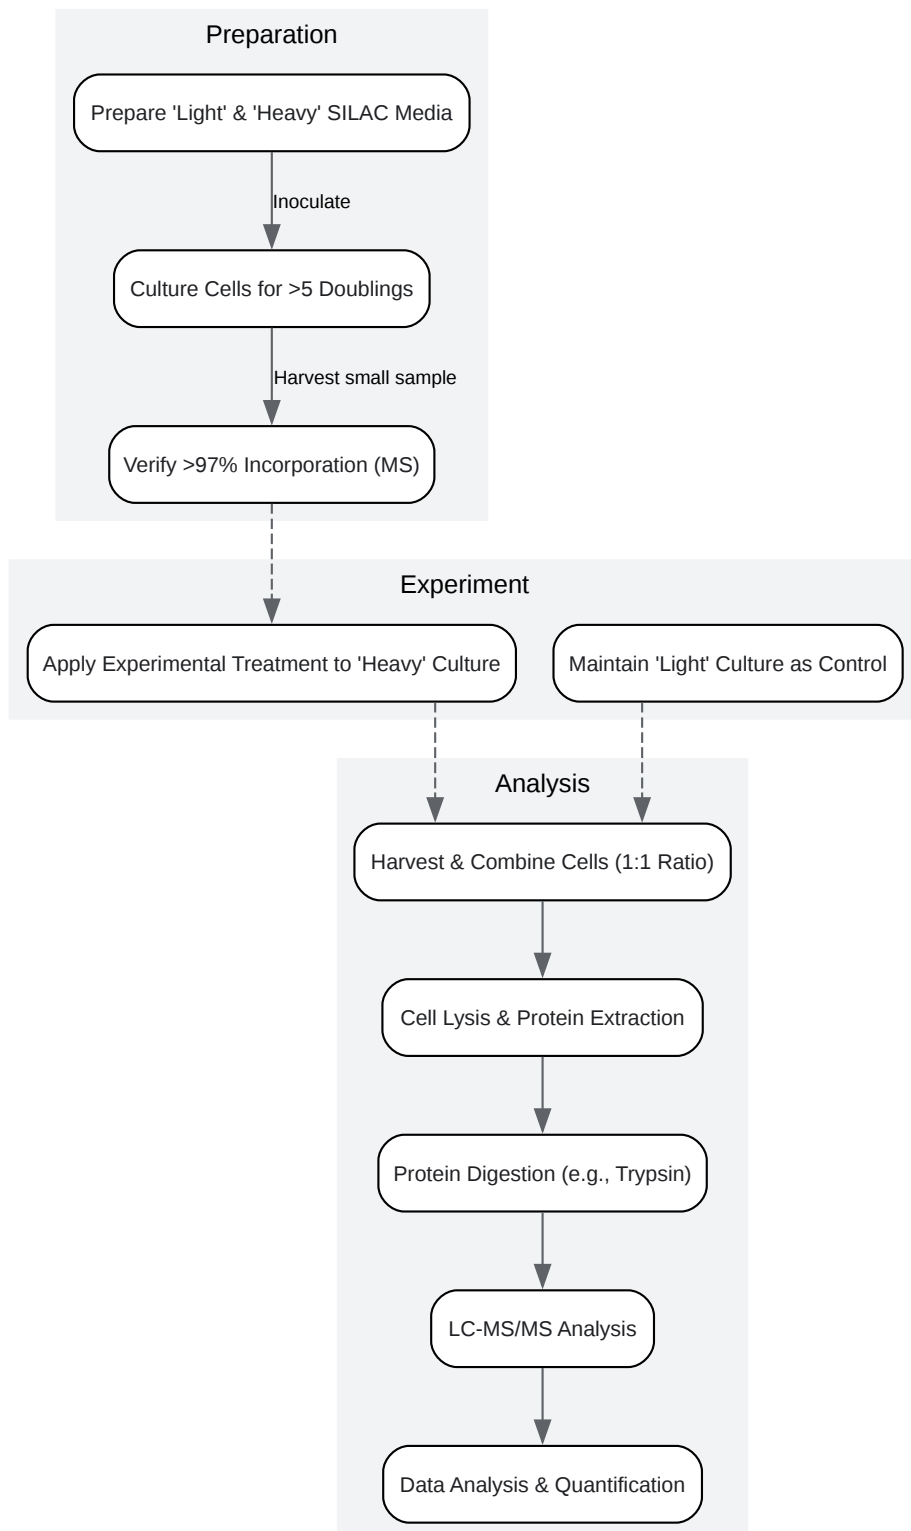 Preparation
Prepare 'Light' & 'Heavy' SILAC Media
Inoculate
Culture Cells for >5 Doublings
Harvest small sample
Verify >97% Incorporation (MS)
Experiment
Apply Experimental Treatment to 'Heavy' Culture
Maintain 'Light' Culture as Control
Analysis
Harvest & Combine Cells (1:1 Ratio)
Cell Lysis & Protein Extraction
Protein Digestion (e.g., Trypsin)
LC-MS/MS Analysis
Data Analysis & Quantification